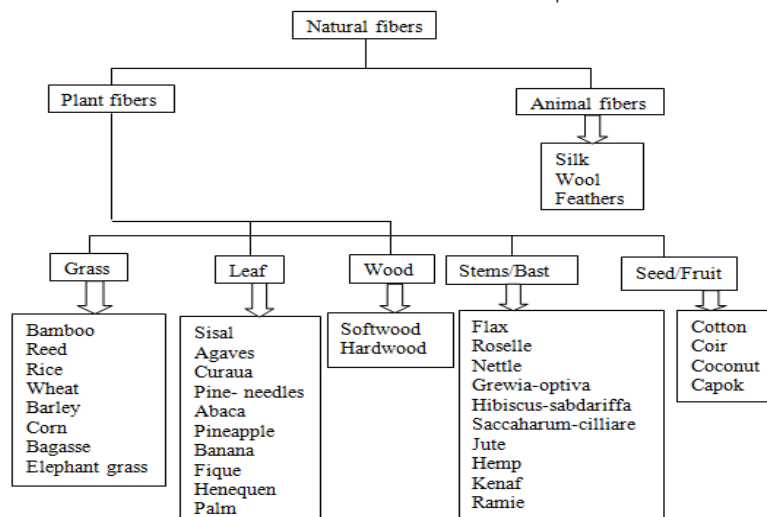 Natural fibers
Plant fibers
Animal fibers
Silk
Wool
Feathers
Grass
Leaf
Wood
Stems/Bast
Seed/Fruit
Bamboo
Reed
Rice
Wheat
Barley
Corn
Bagasse
Elephant grass
Sisal
Agaves
Curaua
Pine- needles
Abaca
Pineapple
Banana
Fique
Henequen
Palm
Softwood
Hardwood
Flax
Roselle
Nettle
Grewia-optiva
Hibiscus-sabdariffa
Saccaharum-cilliare
Jute
Hemp
Kenaf
Ramie
Cotton
Coir
Coconut
Capok